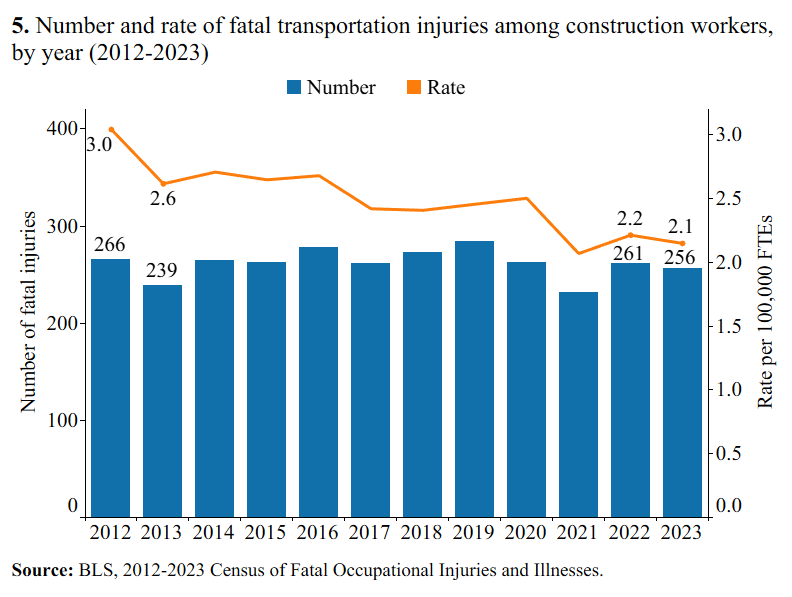 5. Number and rate of fatal transportation injuries among construction workers,
by year (2012-2023)
Number Rate
400
300
200
100
0
Number of fatal injuries
3.0
2.6
2.2
2.1
266
239
261
256
3.0
2.5
2.0
1.5
1.0
0.5
0.0
Rate per 100,000 FTEs
2012 2013 2014 2015 2016 2017 2018 2019 2020 2021 2022 2023
Source: BLS, 2012-2023 Census of Fatal Occupational Injuries and Illnesses.